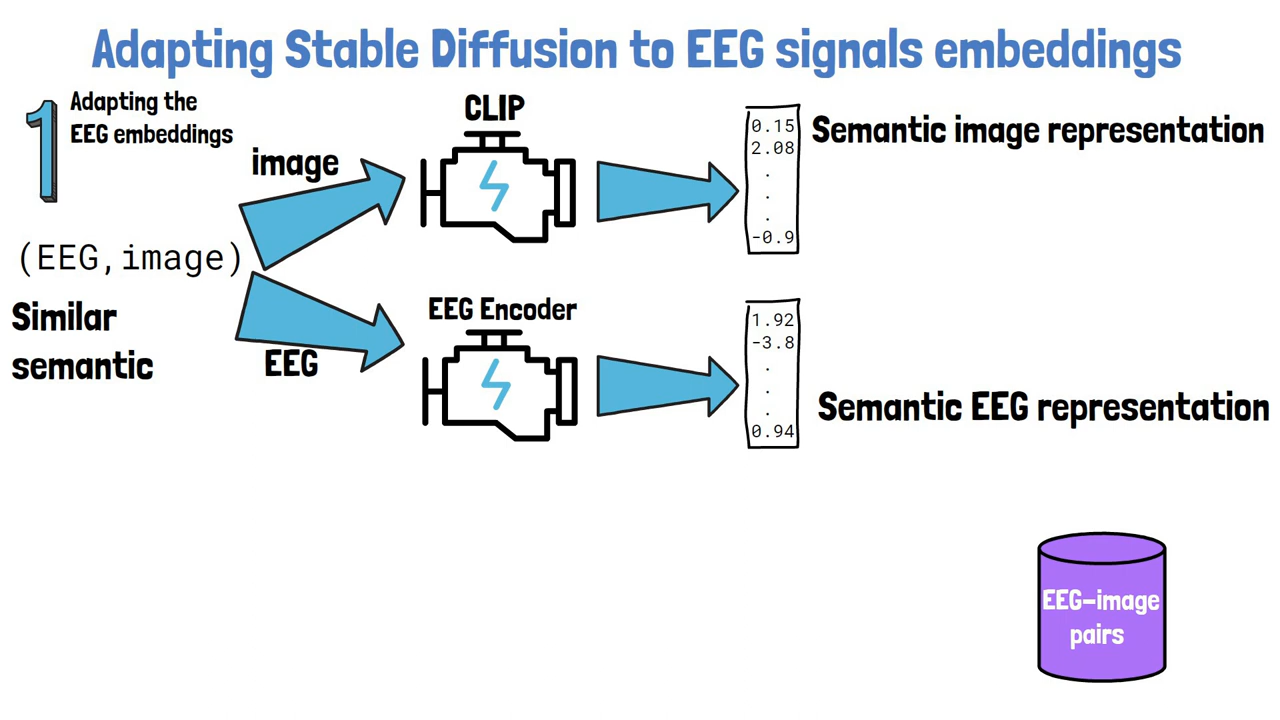 Adapting Stable Diffusion to EEG signals embeddings
1
Adapting the
EEG embeddings
image
(EEG,image)
EEG
Similar
semantic
CLIP
0.15
2.08
.
.
.
-0.9
Semantic image representation
EEG Encoder
1.92
-3.8
.
.
.
0.94
Semantic EEG representation
EEG-image
pairs